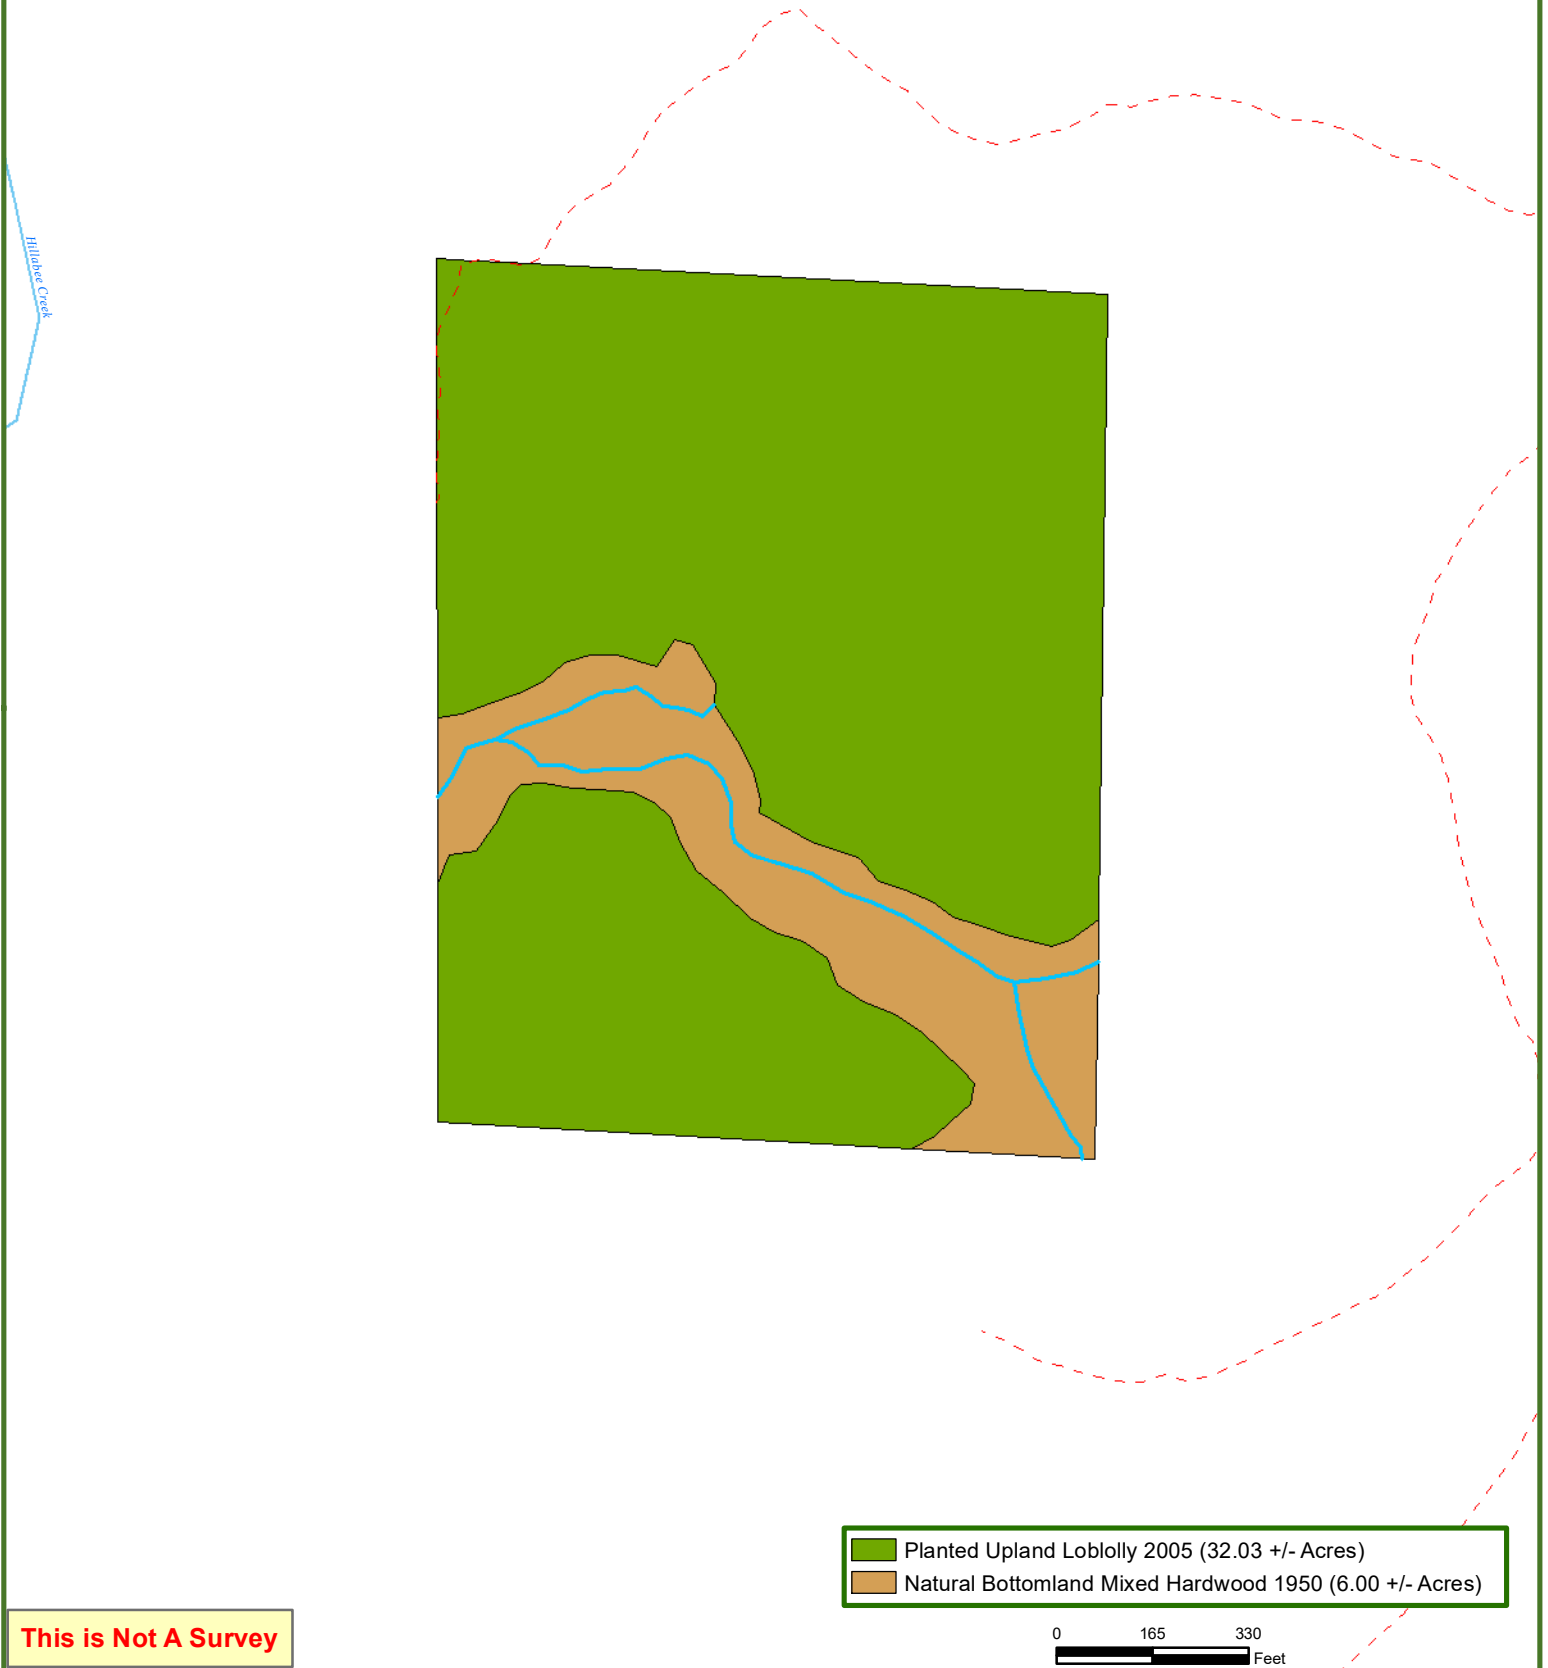 Hillabee Creek
Planted Upland Loblolly 2005 (32.03 +/- Acres)
Natural Bottomland Mixed Hardwood 1950 (6.00 +/- Acres)
This is Not A Survey
0 165 330
Feet